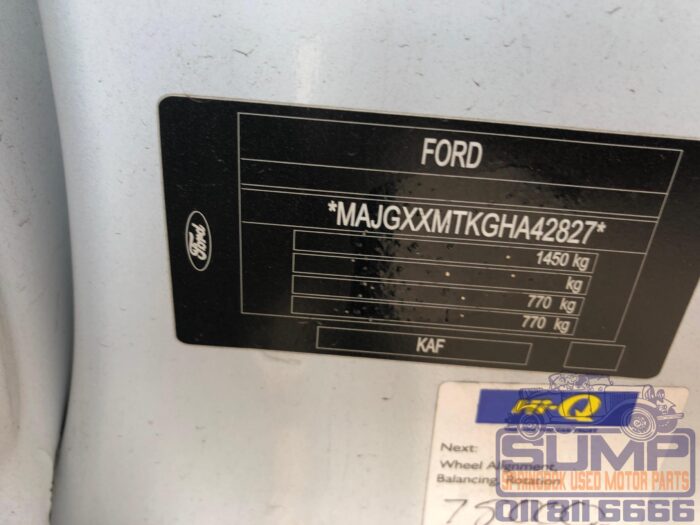 FORD
Ford
*MAJGXXMTKGHA42827*
1450 kg
kg
770 kg
770 kg
KAF
Hi-Q
Next:
Wheel Alignment,
Balancing, Rotation
SUMP
SPRINGBOK USED MOTOR PARTS
011 811 6666